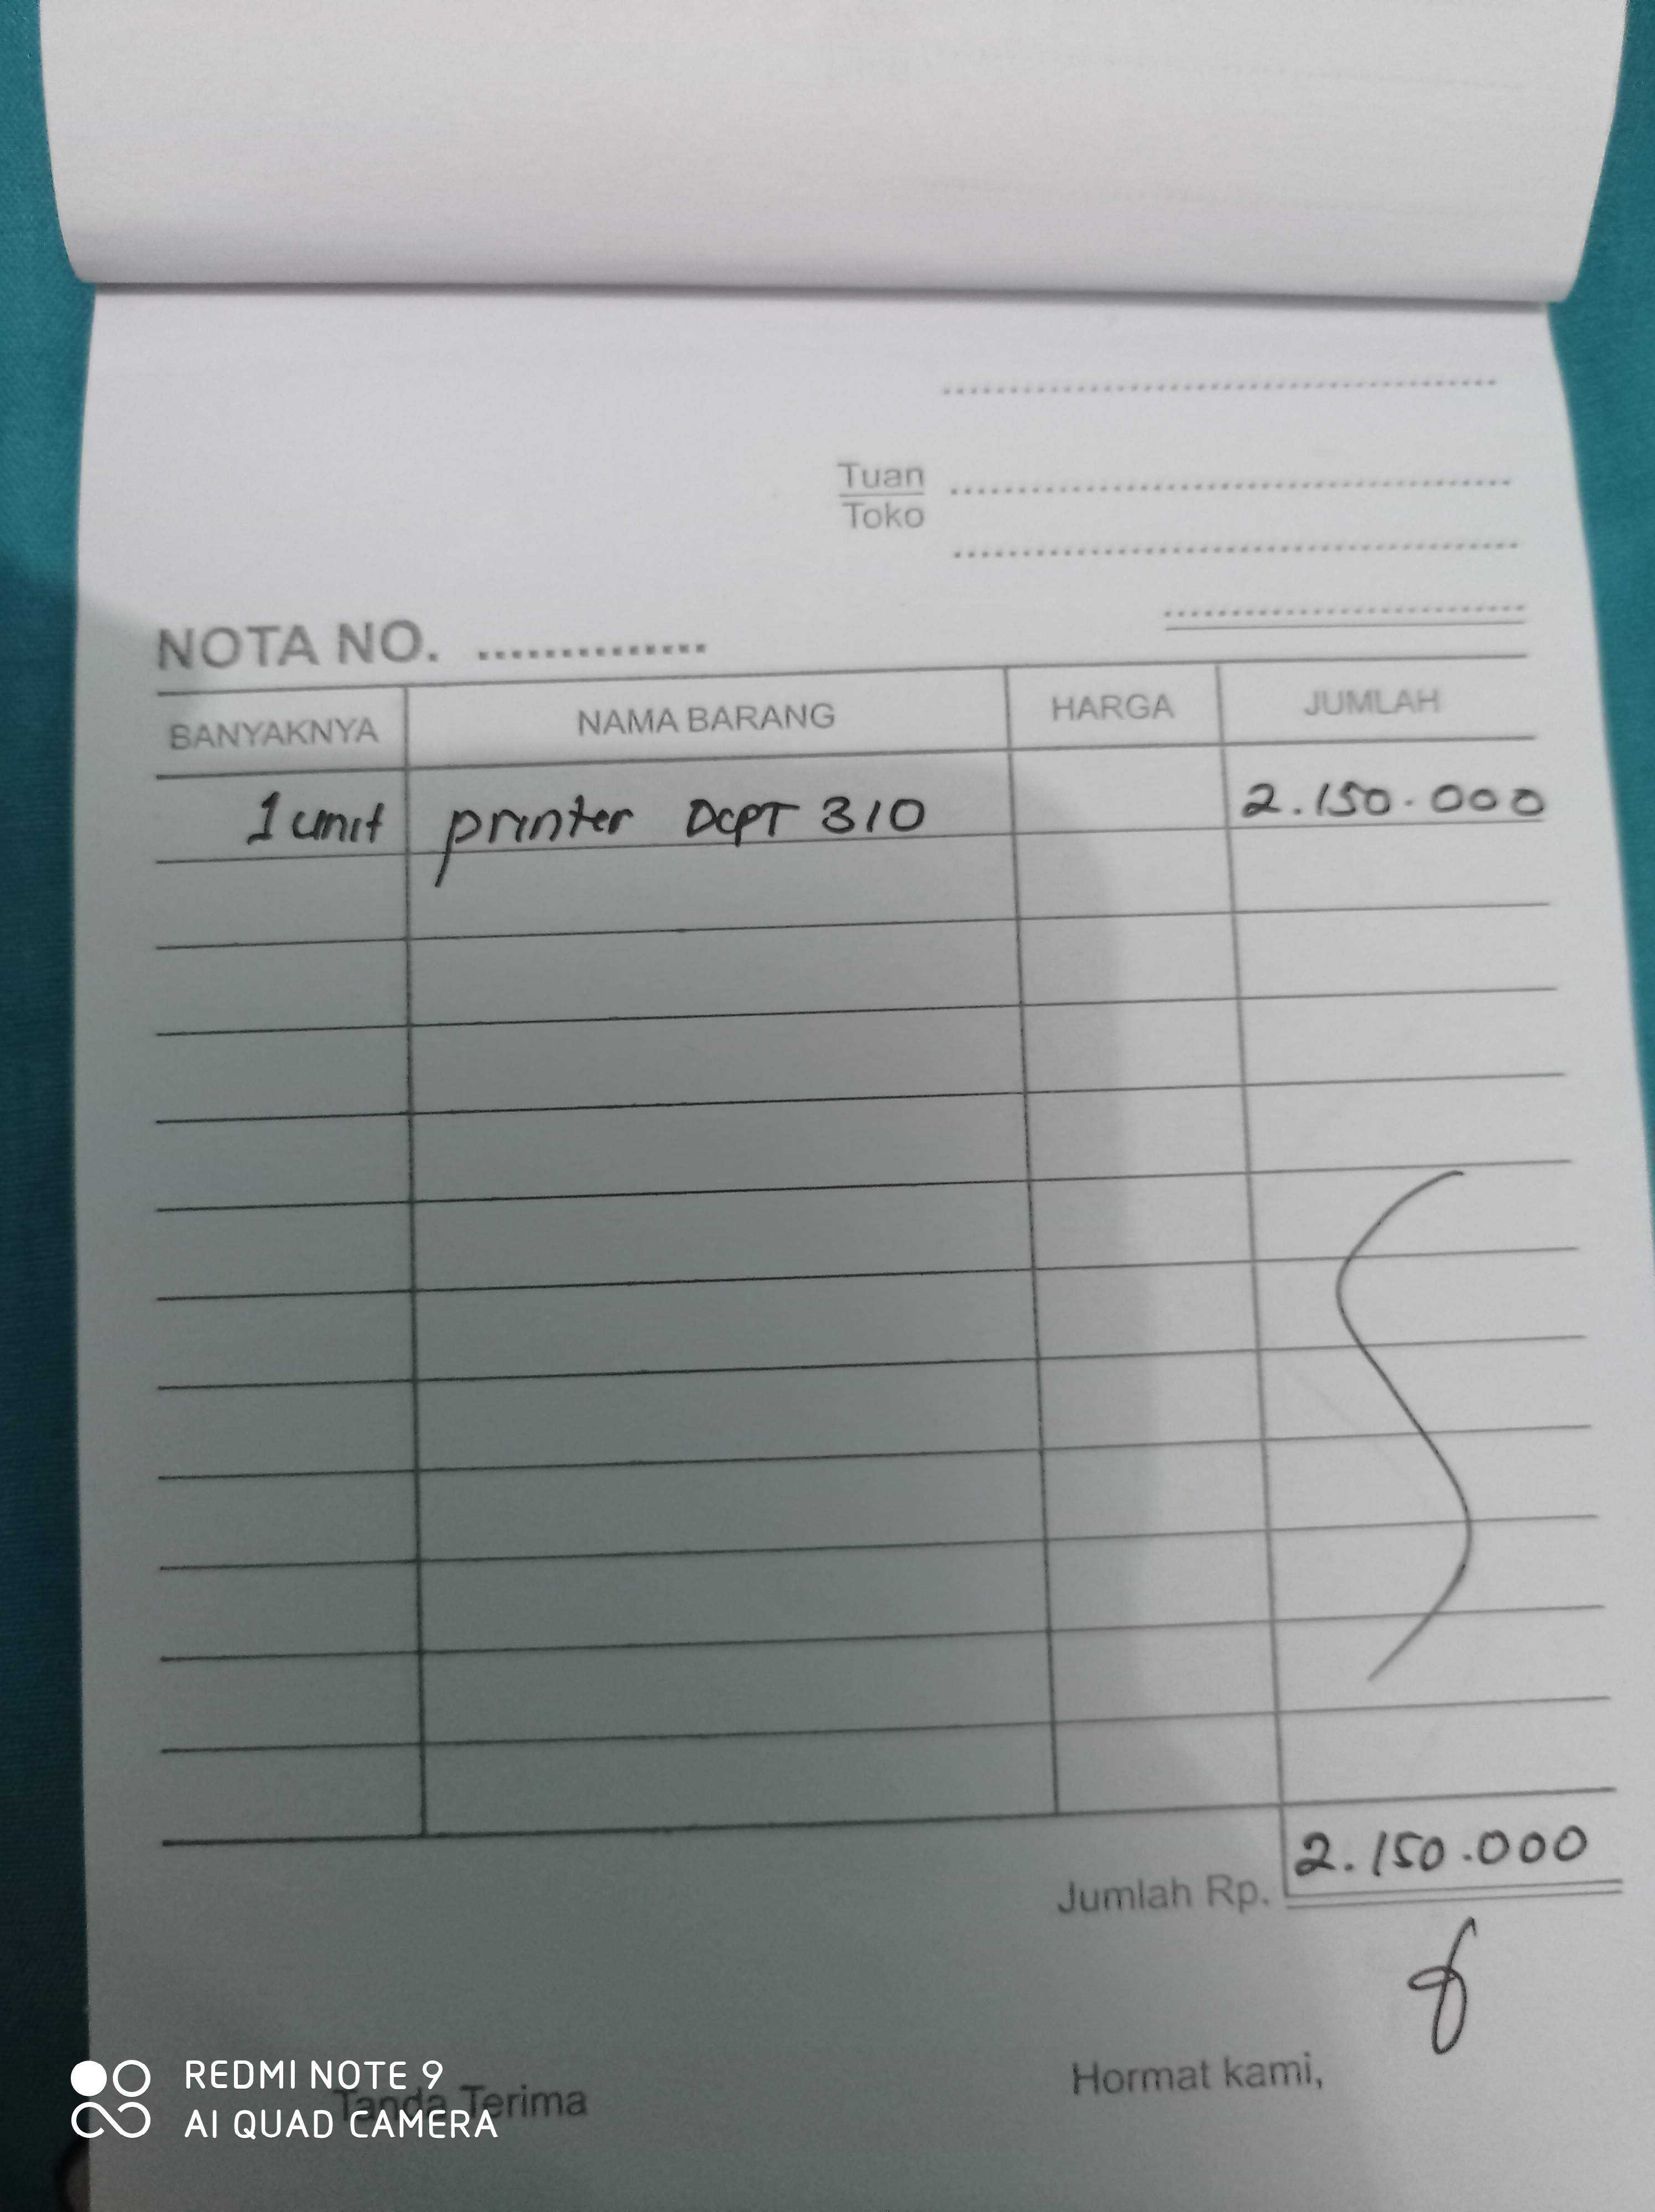 Tuan
Toko
NOTA NO. ..............
BANYAKNYA NAMA BARANG HARGA JUMLAH
1 unit printer DCPT 310 2.150.000
Jumlah Rp. 2.150.000
Hormat kami,
Tanda Terima
REDMI NOTE 9
AI QUAD CAMERA